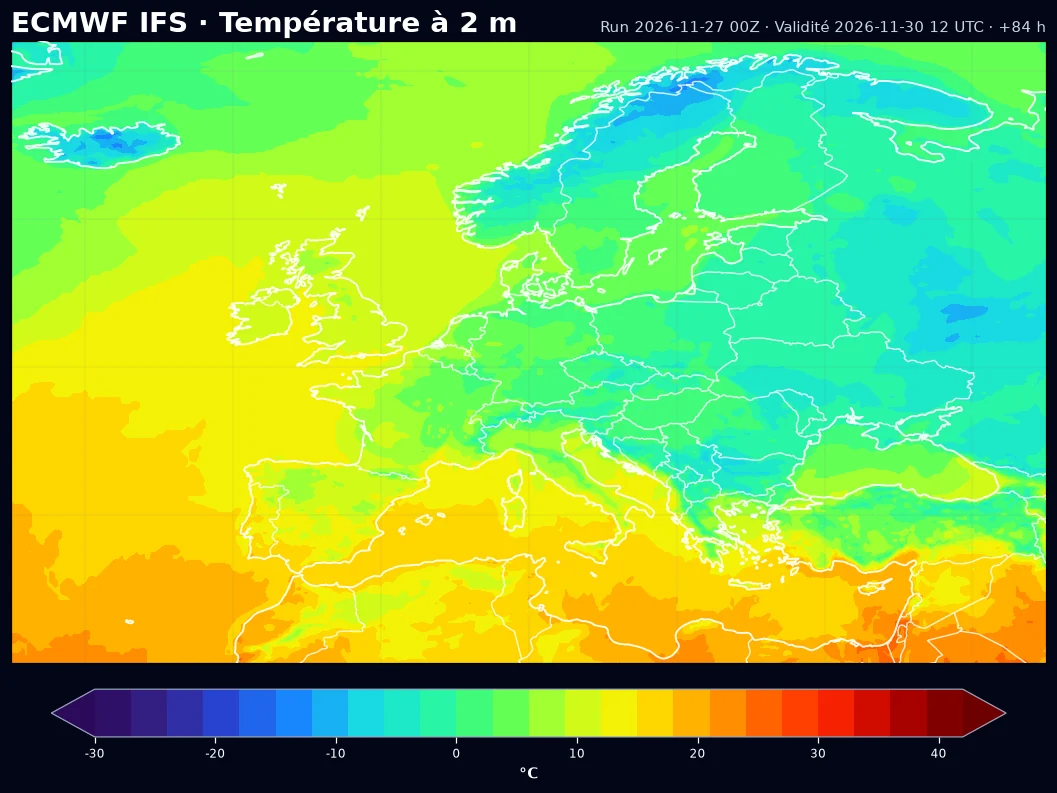 ECMWF IFS · Température à 2 m
Run 2026-11-27 00Z · Validité 2026-11-30 12 UTC · +84 h
-30 -20 -10 0 10 20 30 40
°C